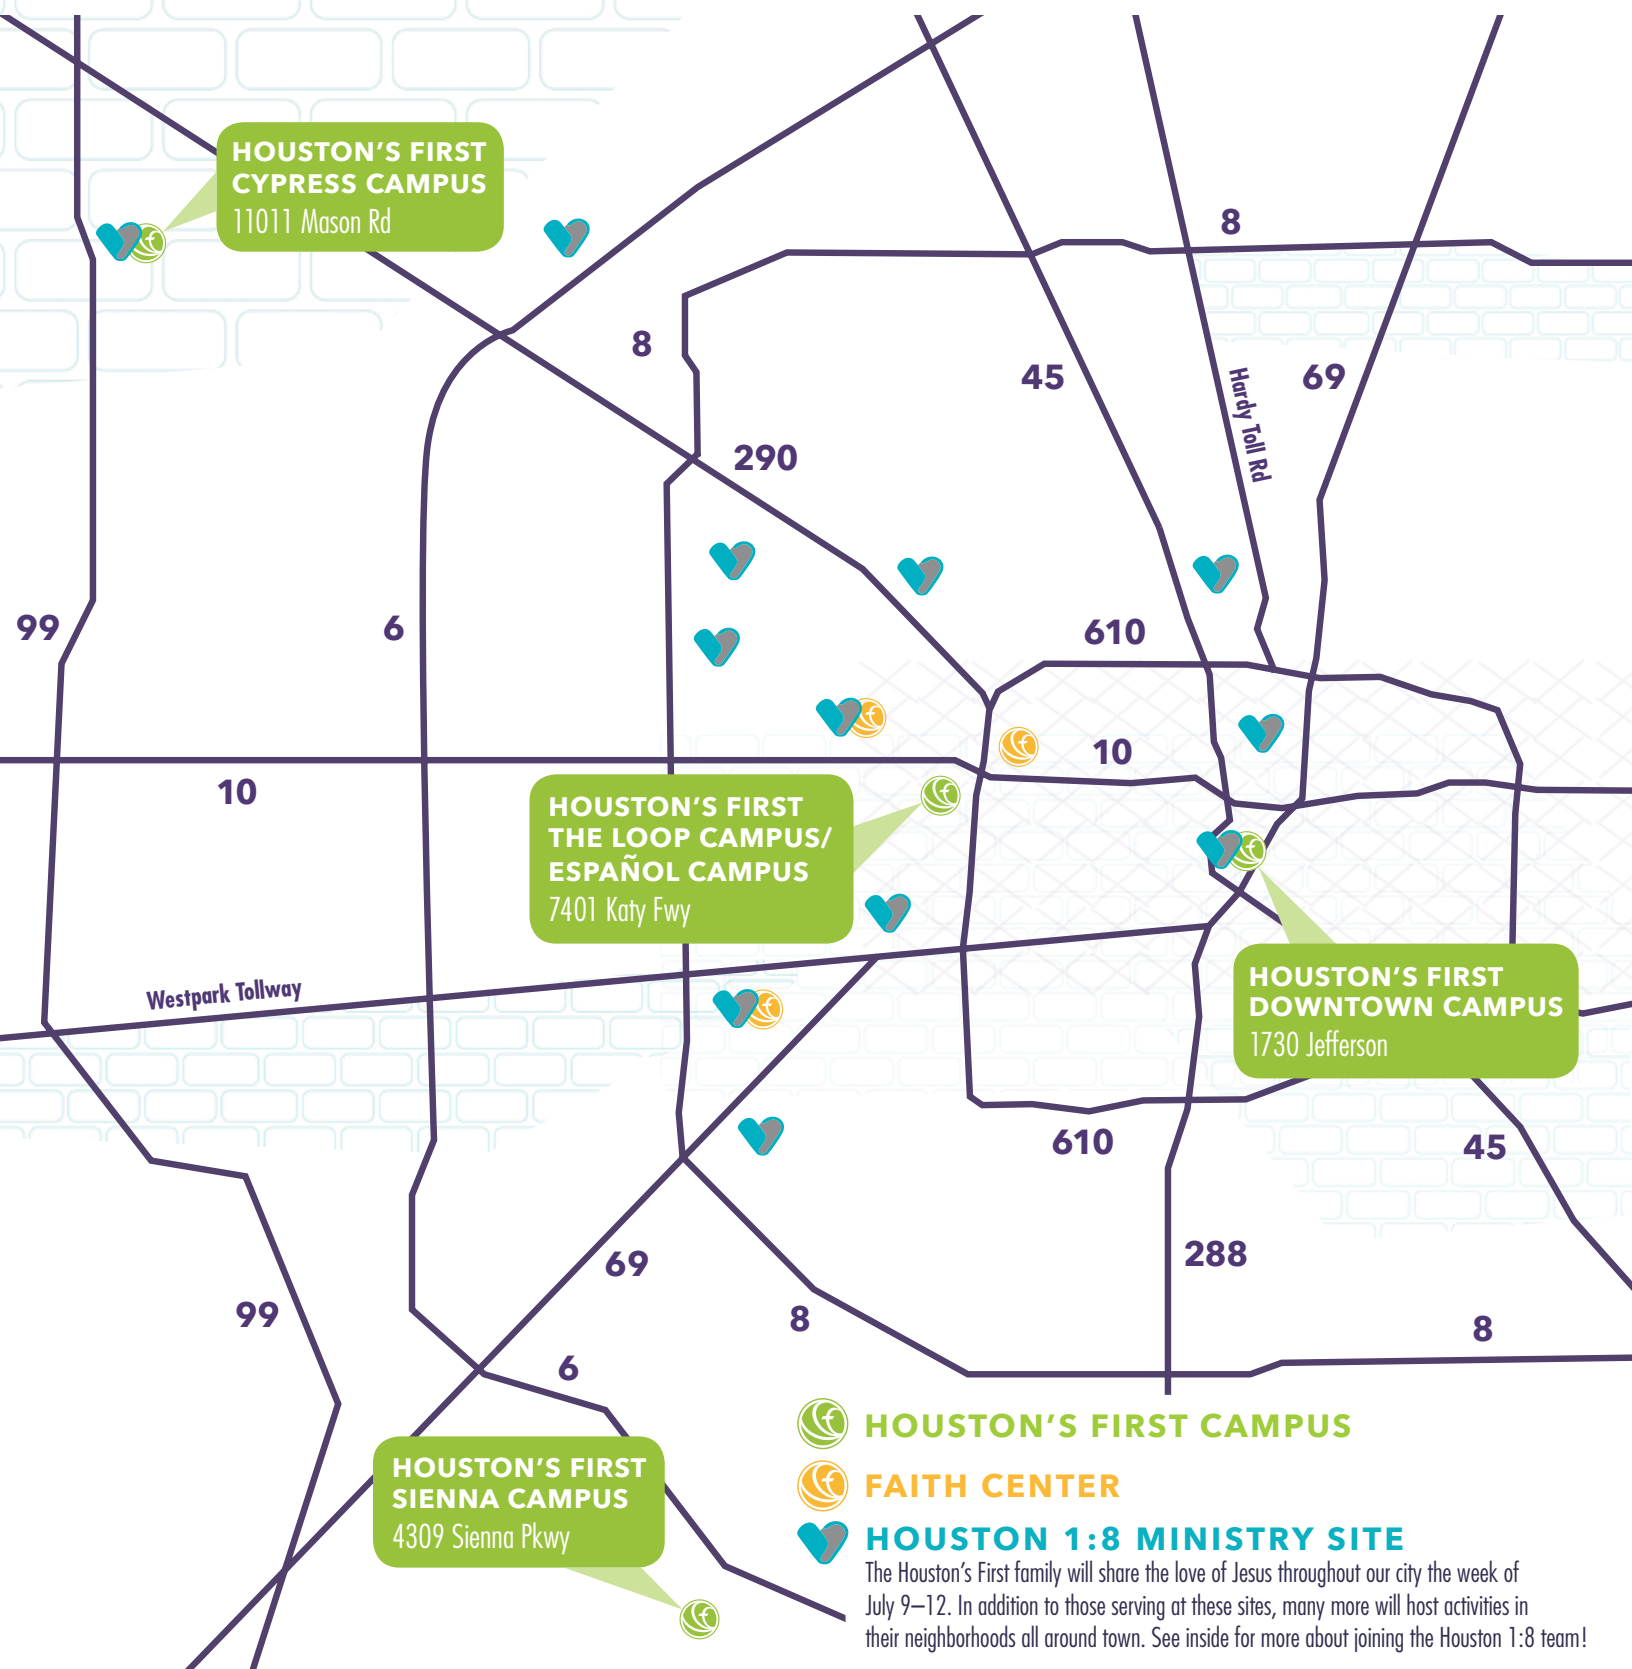 HOUSTON'S FIRST
CYPRESS CAMPUS
11011 Mason Rd
8
8
45
Hardy Toll Rd
69
290
99
6
610
10
10
HOUSTON'S FIRST
THE LOOP CAMPUS/
ESPAÑOL CAMPUS
7401 Katy Fwy
Westpark Tollway
HOUSTON'S FIRST
DOWNTOWN CAMPUS
1730 Jefferson
610
45
288
69
99
8
8
6
HOUSTON'S FIRST
SIENNA CAMPUS
4309 Sienna Pkwy
HOUSTON'S FIRST CAMPUS
FAITH CENTER
HOUSTON 1:8 MINISTRY SITE
The Houston's First family will share the love of Jesus throughout our city the week of
July 9–12. In addition to those serving at these sites, many more will host activities in
their neighborhoods all around town. See inside for more about joining the Houston 1:8 team!